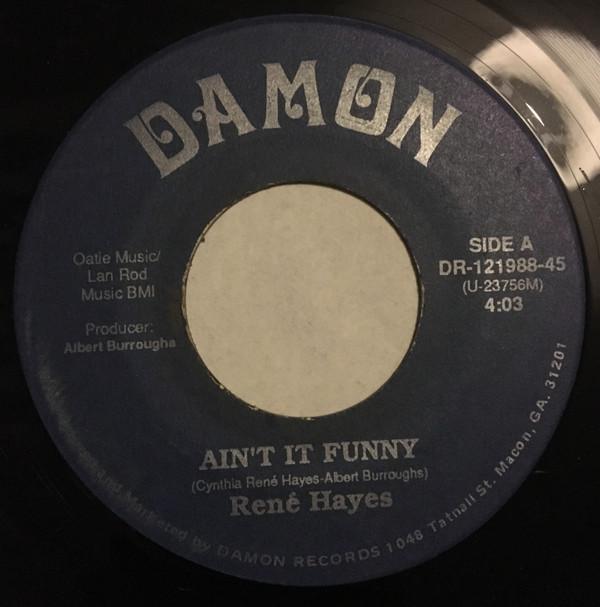 DAMON
Oatie Music/
Lan Rod
Music BMI
Producer:
Albert Burroughs
SIDE A
DR-121988-45
(U-23756M)
4:03
AIN'T IT FUNNY
(Cynthia René Hayes-Albert Burroughs)
René Hayes
and Marketed by DAMON RECORDS 1048 Tatnall St. Macon, GA. 31201